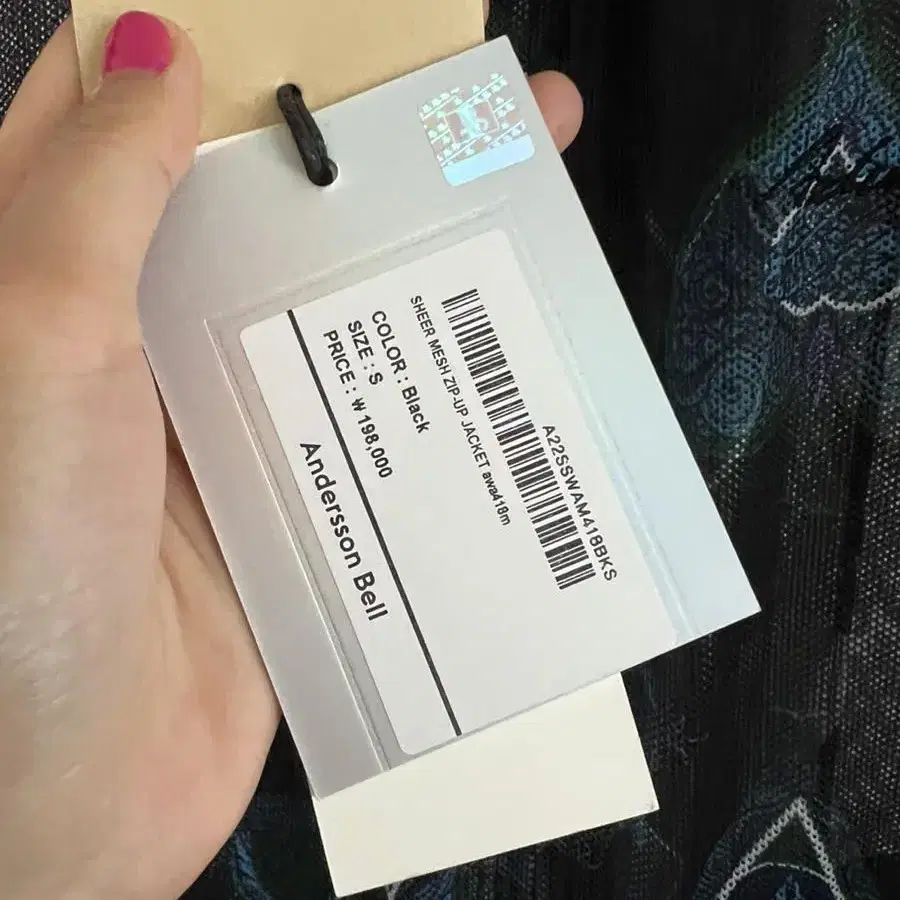 A22SSWAM418BKS
SHEER MESH ZIP-UP JACKET awa418m
COLOR : Black
SIZE : S
PRICE : ₩198,000
Andersson Bell